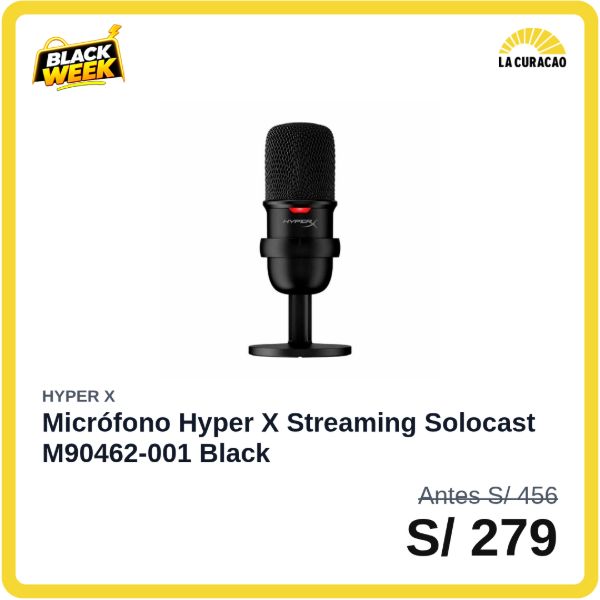 BLACK
WEEK
LA CURACAO
HYPERX
HYPER X
Micrófono Hyper X Streaming Solocast
M90462-001 Black
Antes S/ 456
S/ 279